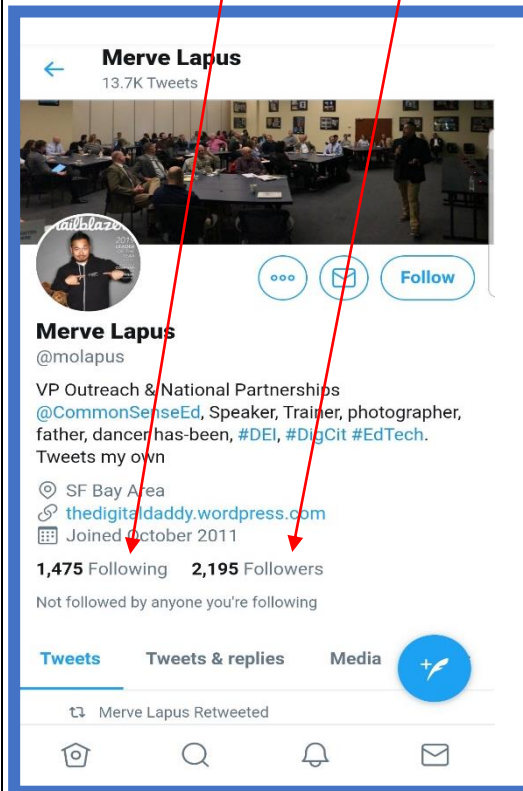 Merve Lapus
13.7K Tweets
ailblazer
2019
Follow
Merve Lapus
@molapus
VP Outreach & National Partnerships
@CommonSenseEd, Speaker, Trainer, photographer,
father, dancer has-been, #DEI, #DigCit #EdTech.
Tweets my own
SF Bay Area
thedigitaldaddy.wordpress.com
Joined October 2011
1,475 Following 2,195 Followers
Not followed by anyone you're following
Tweets Tweets & replies Media
Merve Lapus Retweeted